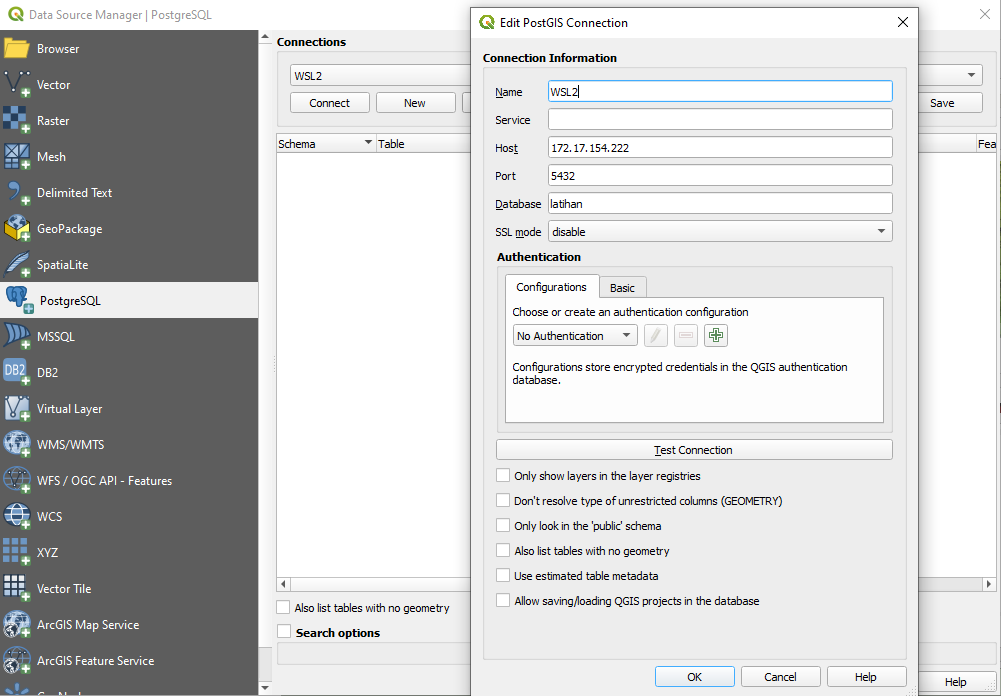 Data Source Manager | PostgreSQL
Browser
Vector
Raster
Mesh
Delimited Text
GeoPackage
SpatiaLite
PostgreSQL
MSSQL
DB2
DB2
Virtual Layer
WMS/WMTS
WFS / OGC API - Features
WCS
XYZ
Vector Tile
ArcGIS Map Service
ArcGIS Feature Service
Connections
WSL2
Connect
New
Save
Schema
Table
Fea
Also list tables with no geometry
Search options
Help
Edit PostGIS Connection
Connection Information
Name
WSL2
Service
Host
172.17.154.222
Port
5432
Database
latihan
SSL mode
disable
Authentication
Configurations
Basic
Choose or create an authentication configuration
No Authentication
Configurations store encrypted credentials in the QGIS authentication
database.
Test Connection
Only show layers in the layer registries
Don't resolve type of unrestricted columns (GEOMETRY)
Only look in the 'public' schema
Also list tables with no geometry
Use estimated table metadata
Allow saving/loading QGIS projects in the database
OK
Cancel
Help